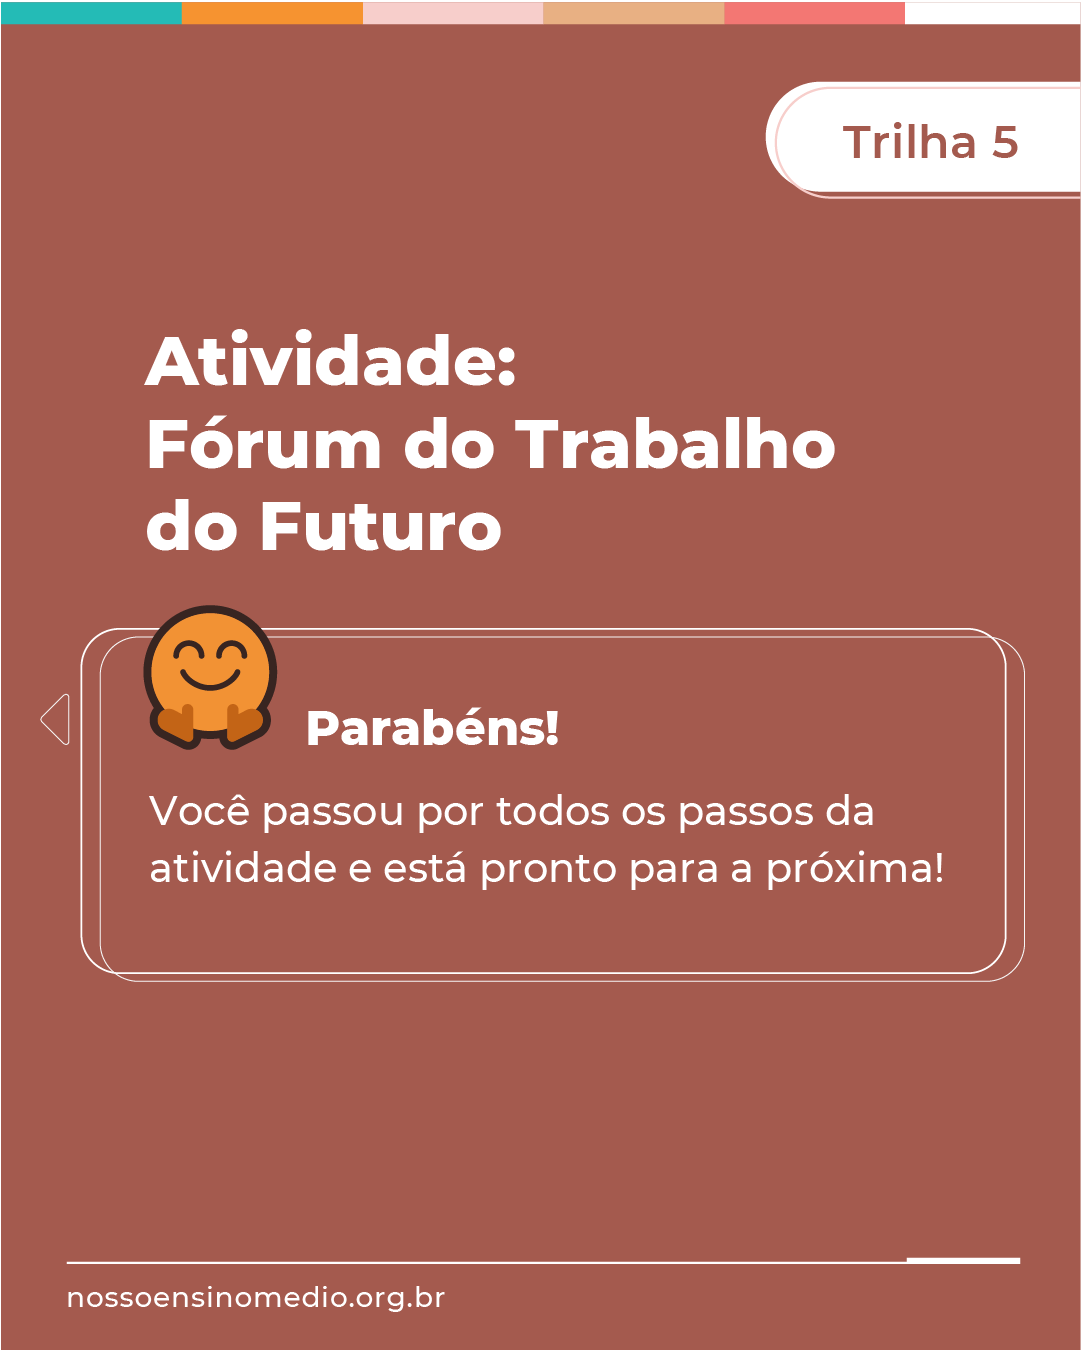 Trilha 5
Atividade:
Fórum do Trabalho
do Futuro
Parabéns!
Você passou por todos os passos da
atividade e está pronto para a próxima!
nossoensinomedio.org.br